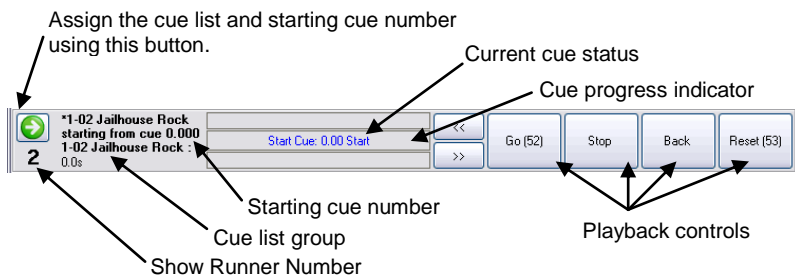 Assign the cue list and starting cue number
using this button.
Current cue status
Cue progress indicator
*1-02 Jailhouse Rock
starting from cue 0.000
1-02 Jailhouse Rock :
0.0s
2
Start Cue: 0.00 Start
<<
>>
Go (52)
Stop
Back
Reset (53)
Starting cue number
Cue list group
Show Runner Number
Playback controls